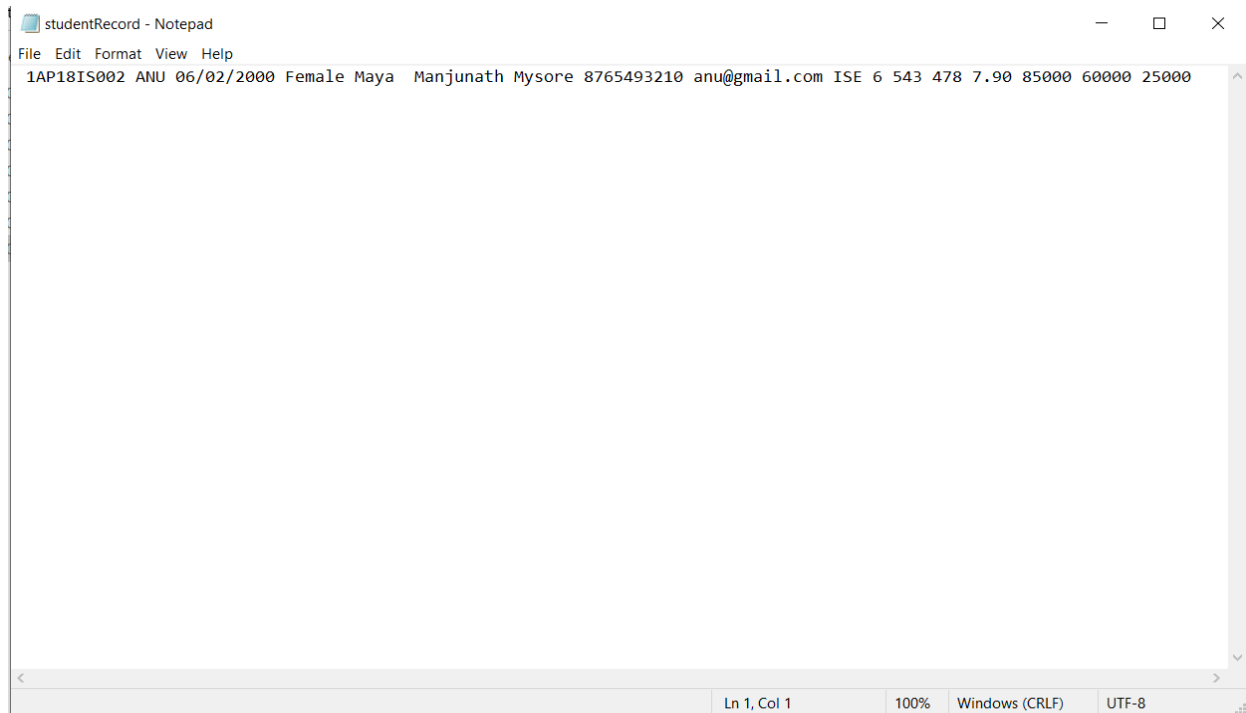 studentRecord - Notepad
File Edit Format View Help
1AP18IS002 ANU 06/02/2000 Female Maya  Manjunath Mysore 8765493210 anu@gmail.com ISE 6 543 478 7.90 85000 60000 25000
Ln 1, Col 1 100% Windows (CRLF) UTF-8